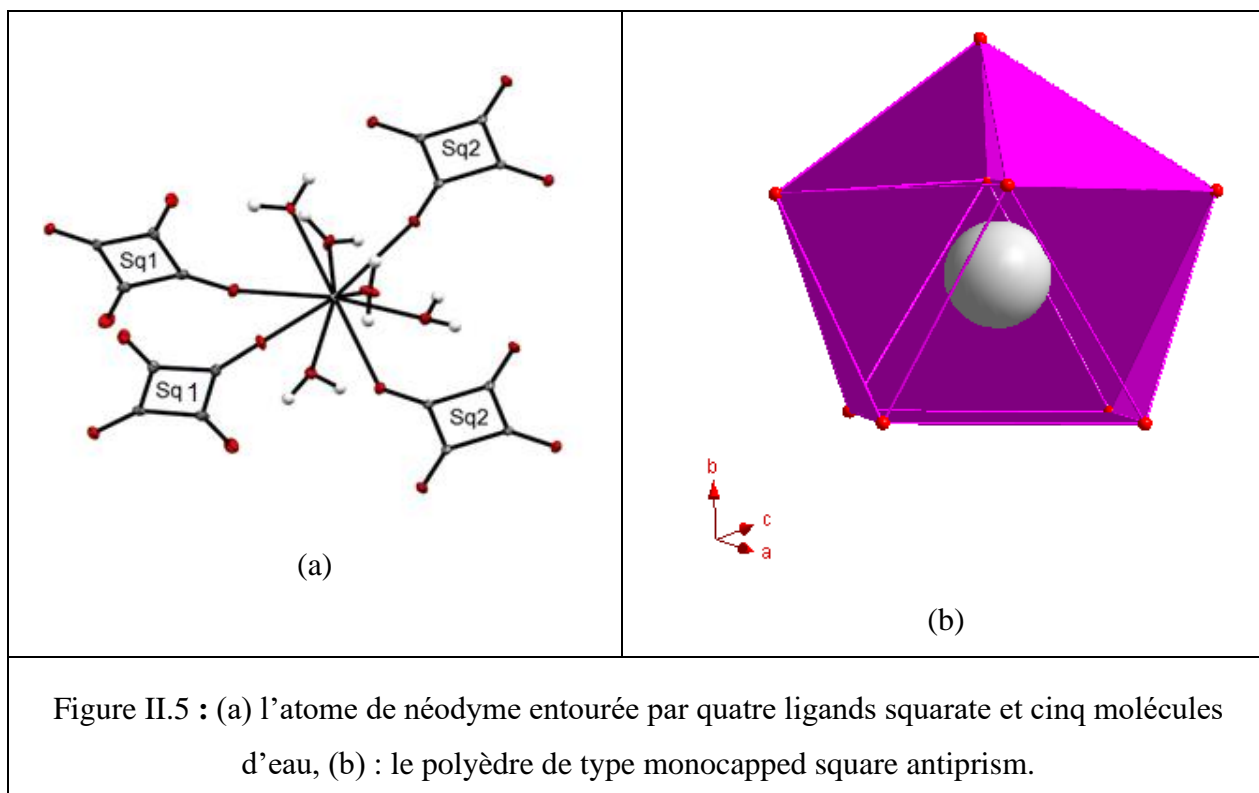 Sq2
Sq1
Sq 1
Sq2
(a)
b
c
a
(b)
Figure II.5 : (a) l’atome de néodyme entourée par quatre ligands squarate et cinq molécules
d’eau, (b) : le polyèdre de type monocapped square antiprism.